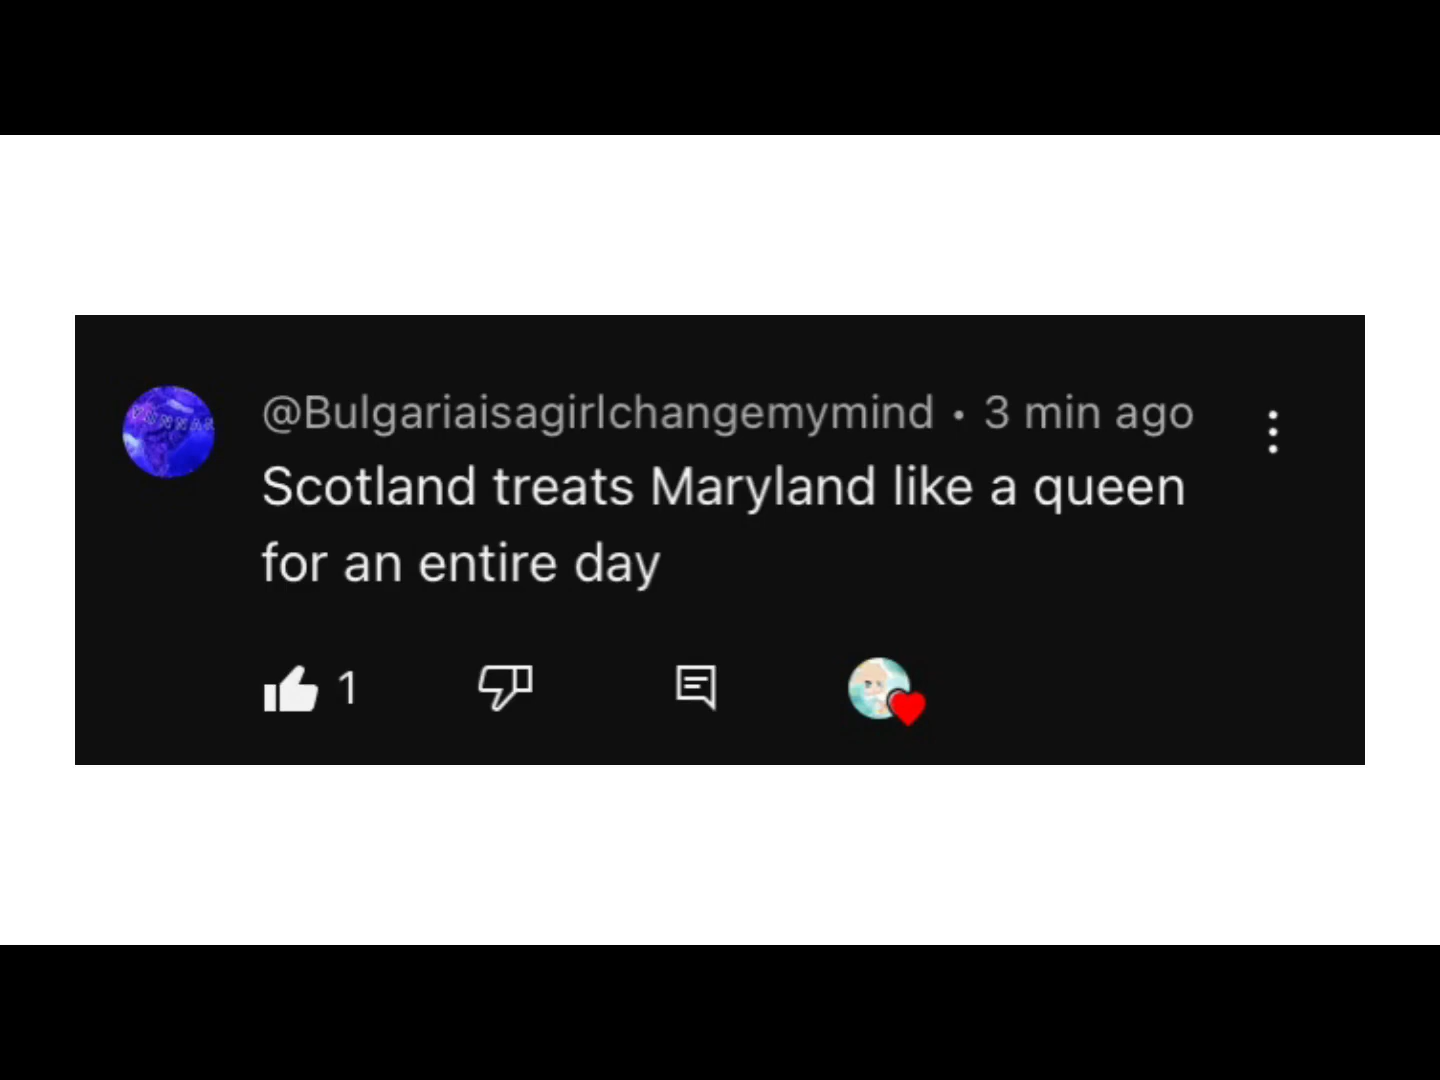 @Bulgariaisagirlchangemymind • 3 min ago
Scotland treats Maryland like a queen
for an entire day
1